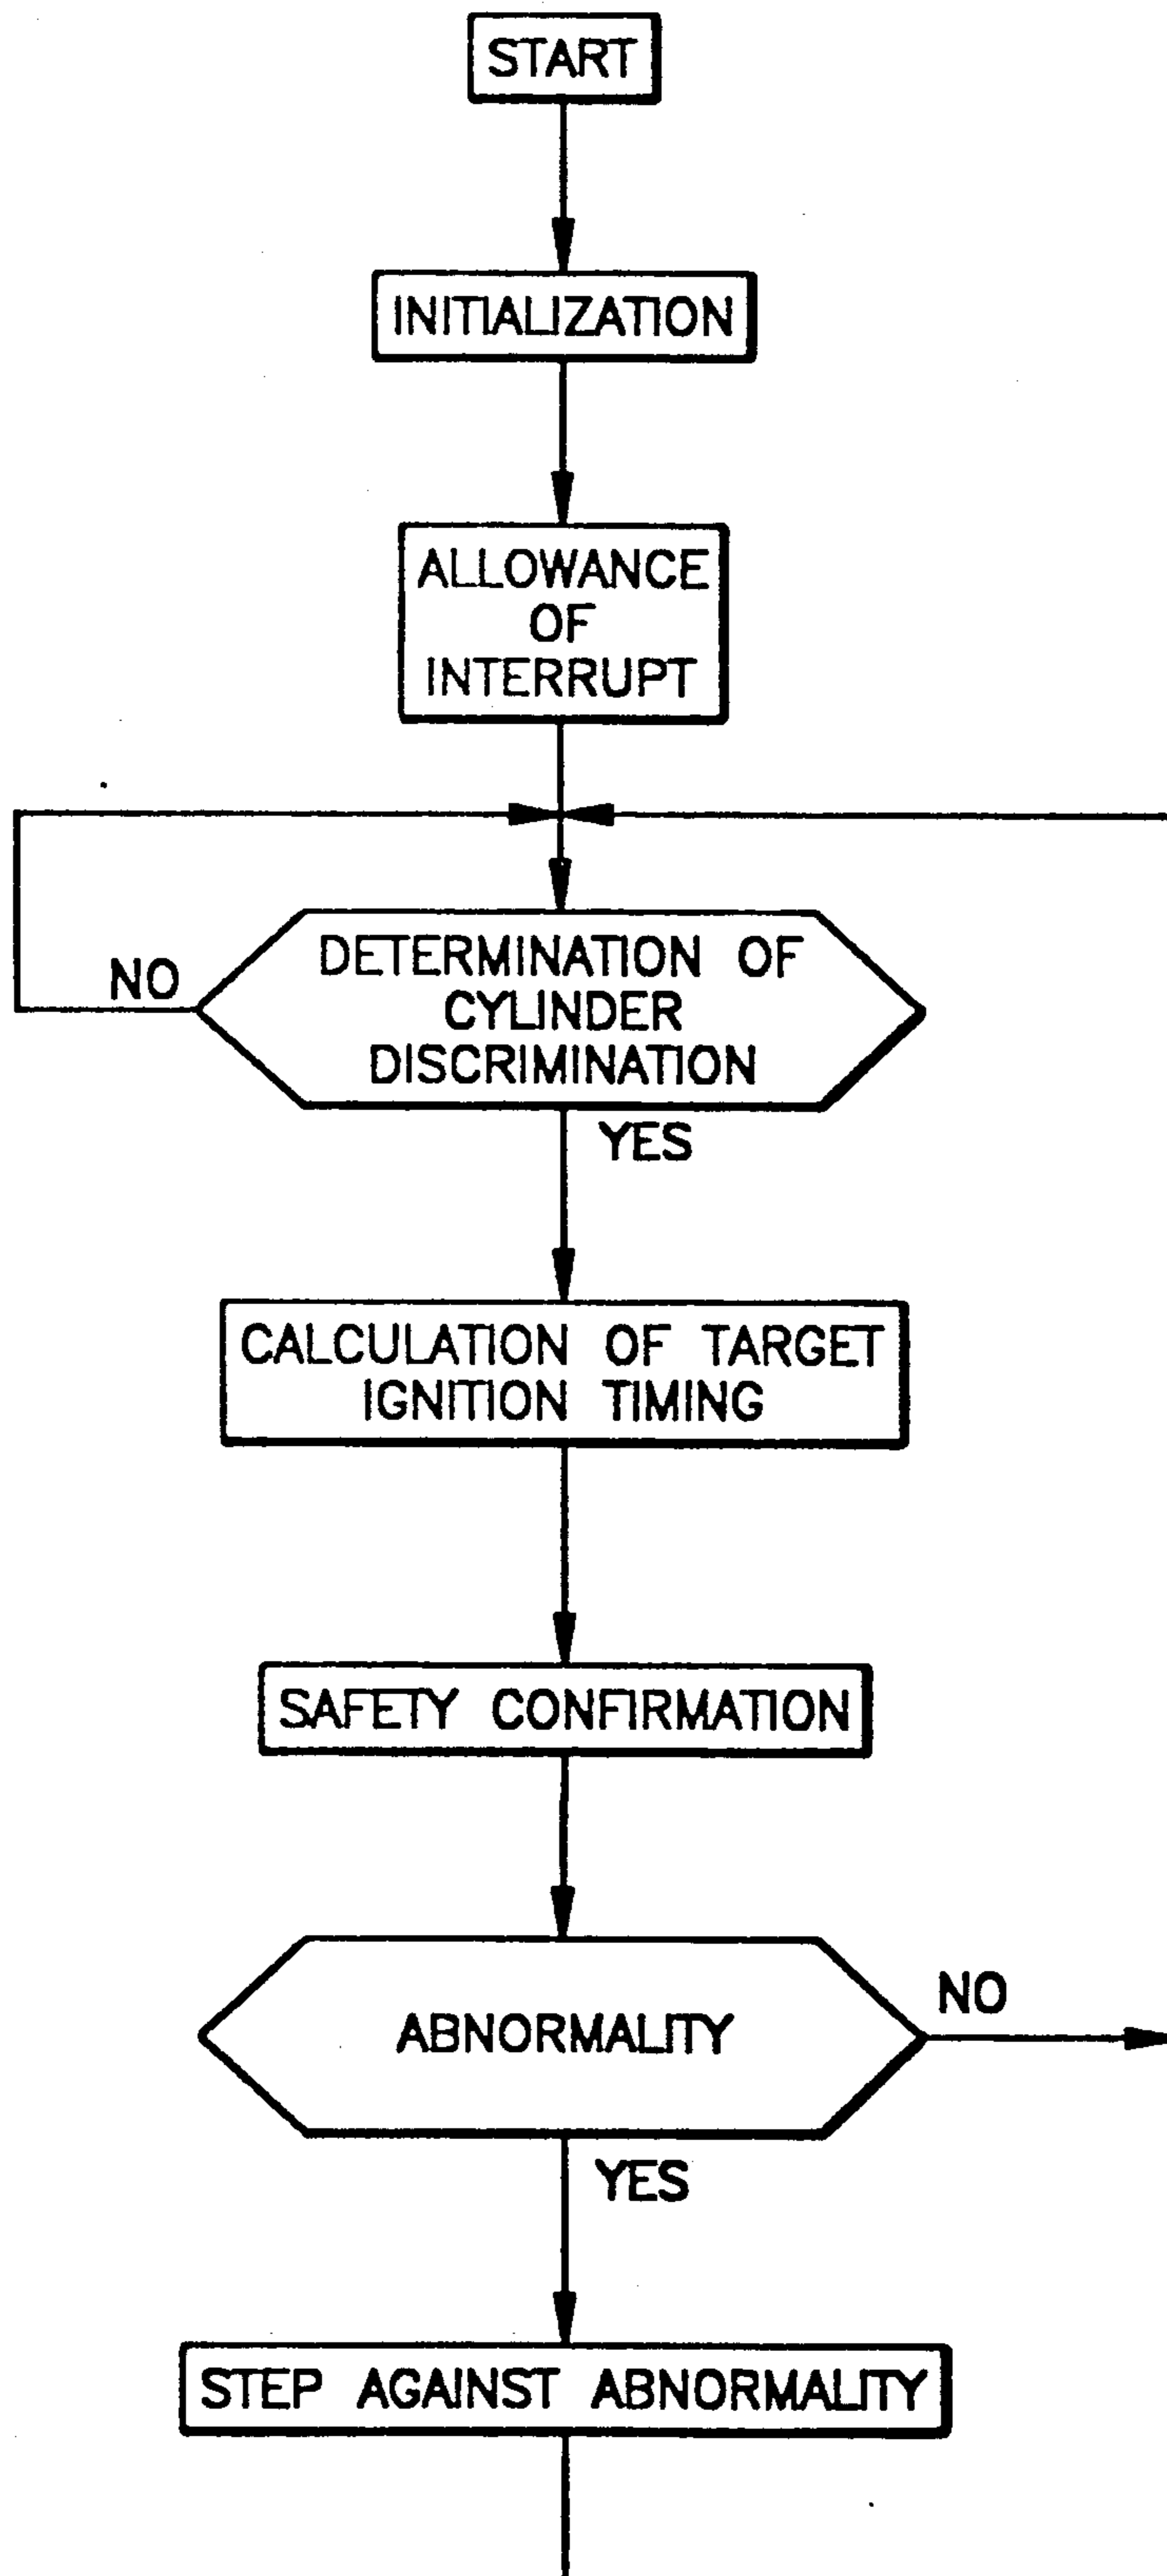 START
INITIALIZATION
ALLOWANCE
OF
INTERRUPT
NO
DETERMINATION OF
CYLINDER
DISCRIMINATION
YES
CALCULATION OF TARGET
IGNITION TIMING
SAFETY CONFIRMATION
ABNORMALITY
NO
YES
STEP AGAINST ABNORMALITY